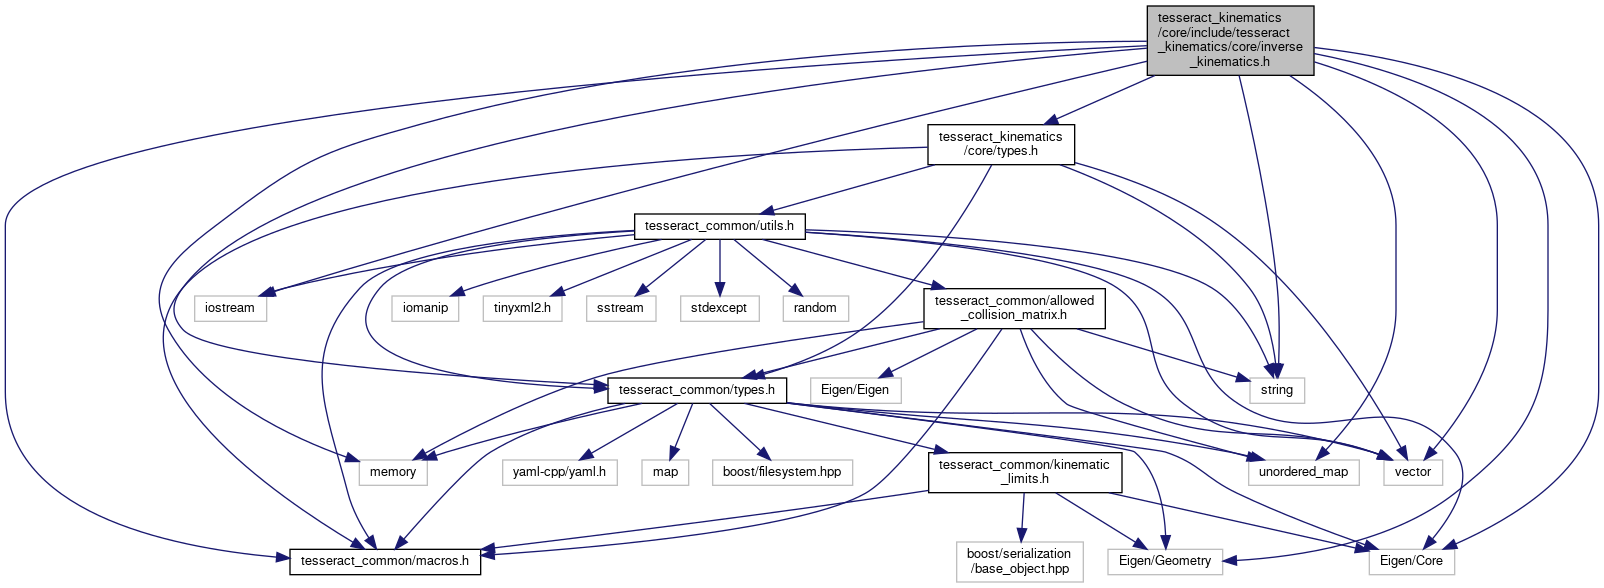 tesseract_kinematics
/core/include/tesseract
_kinematics/core/inverse
_kinematics.h
tesseract_kinematics
/core/types.h
tesseract_common/utils.h
iostream
iomanip
tinyxml2.h
sstream
stdexcept
random
tesseract_common/allowed
_collision_matrix.h
tesseract_common/types.h
Eigen/Eigen
string
memory
yaml-cpp/yaml.h
map
boost/filesystem.hpp
tesseract_common/kinematic
_limits.h
unordered_map
vector
tesseract_common/macros.h
boost/serialization
/base_object.hpp
Eigen/Geometry
Eigen/Core